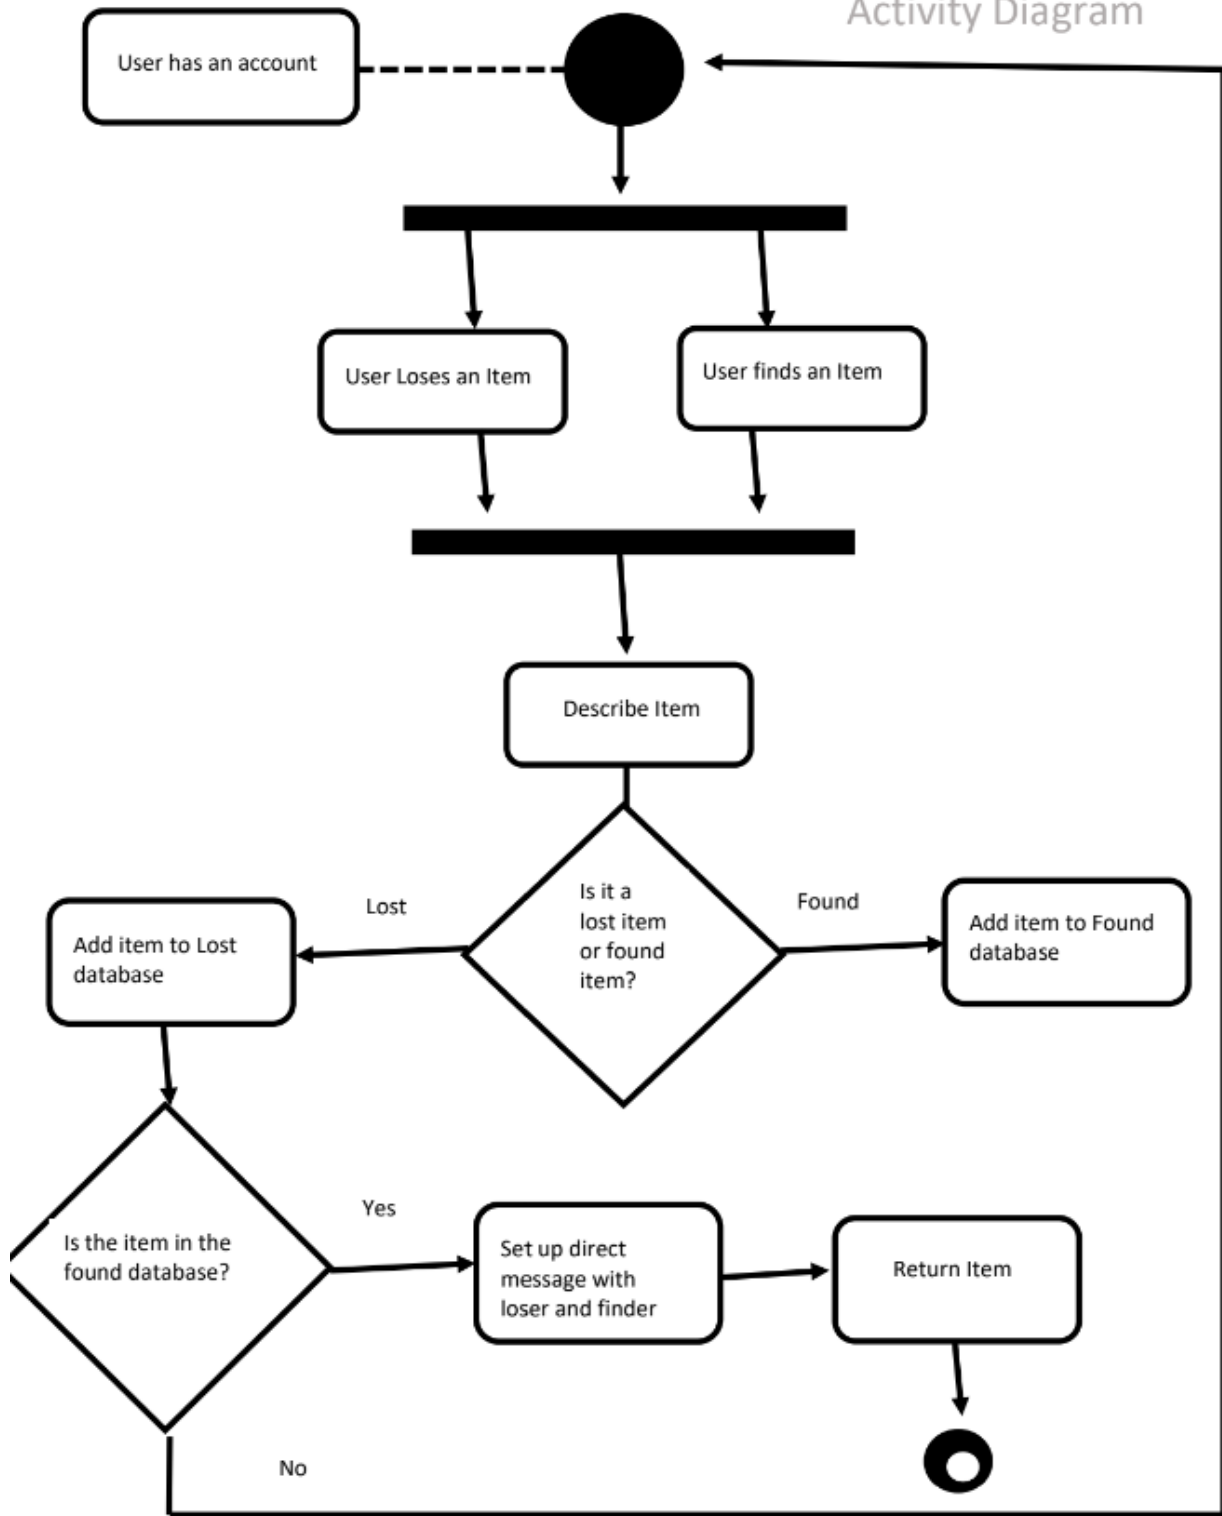 Activity Diagram
User has an account
User Loses an Item
User finds an Item
Describe Item
Is it a
lost item
or found
item?
Lost
Found
Add item to Lost
database
Add item to Found
database
Is the item in the
found database?
Yes
Set up direct
message with
loser and finder
Return Item
No